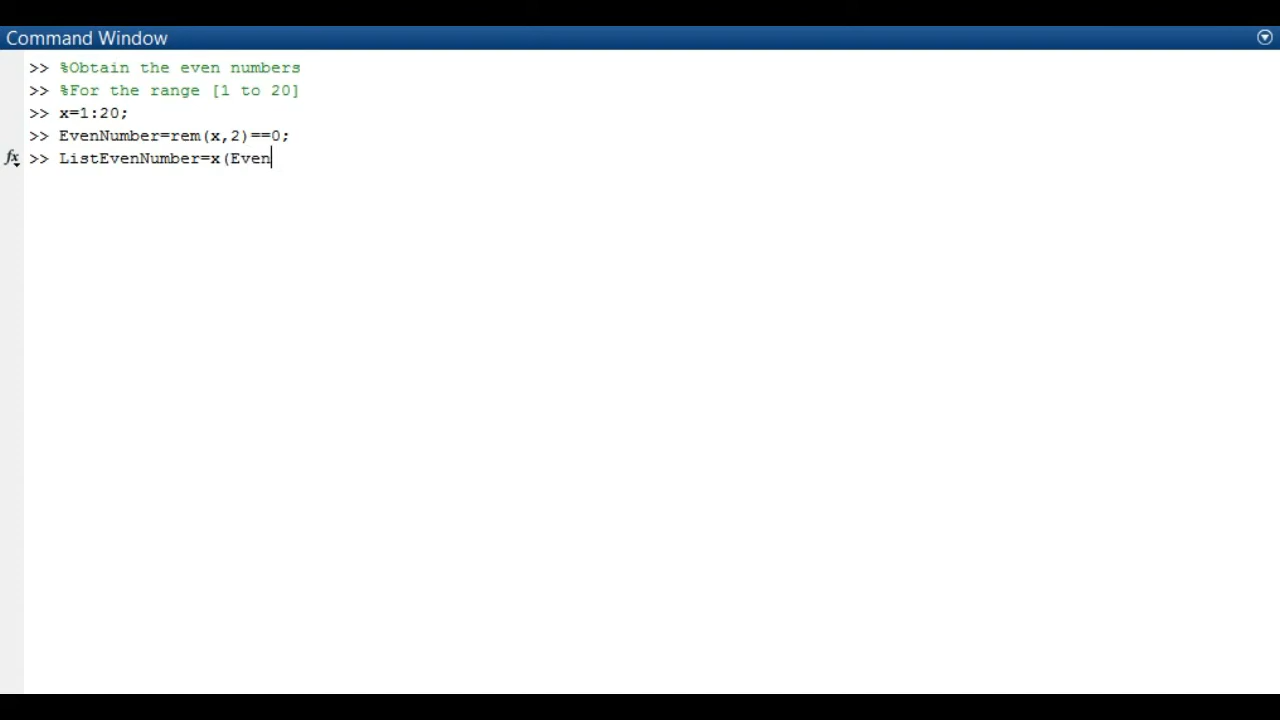 Command Window
>> %Obtain the even numbers
>> %For the range [1 to 20]
>> x=1:20;
>> EvenNumber=rem(x,2)==0;
fx >> ListEvenNumber=x(Even